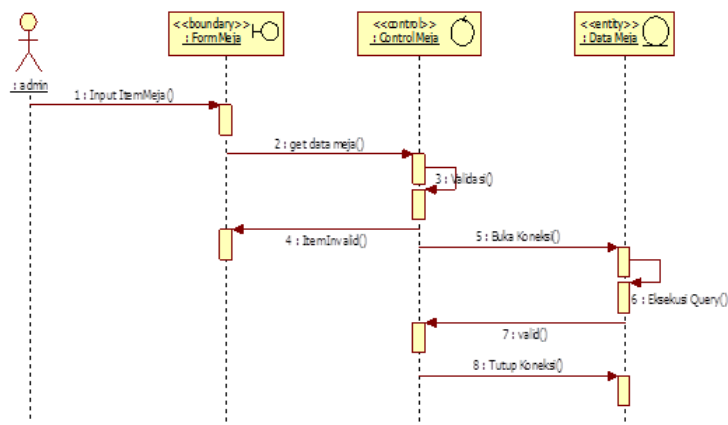 <<boundary>>
: FormMeja
<<control>>
: ControlMeja
<<entity>>
: Data Meja
: admin
1 : Input ItemMeja()
2 : get data meja()
3 : Validasi()
4 : ItemInvalid()
5 : Buka Koneksi()
6 : Eksekusi Query()
7 : valid()
8 : Tutup Koneksi()